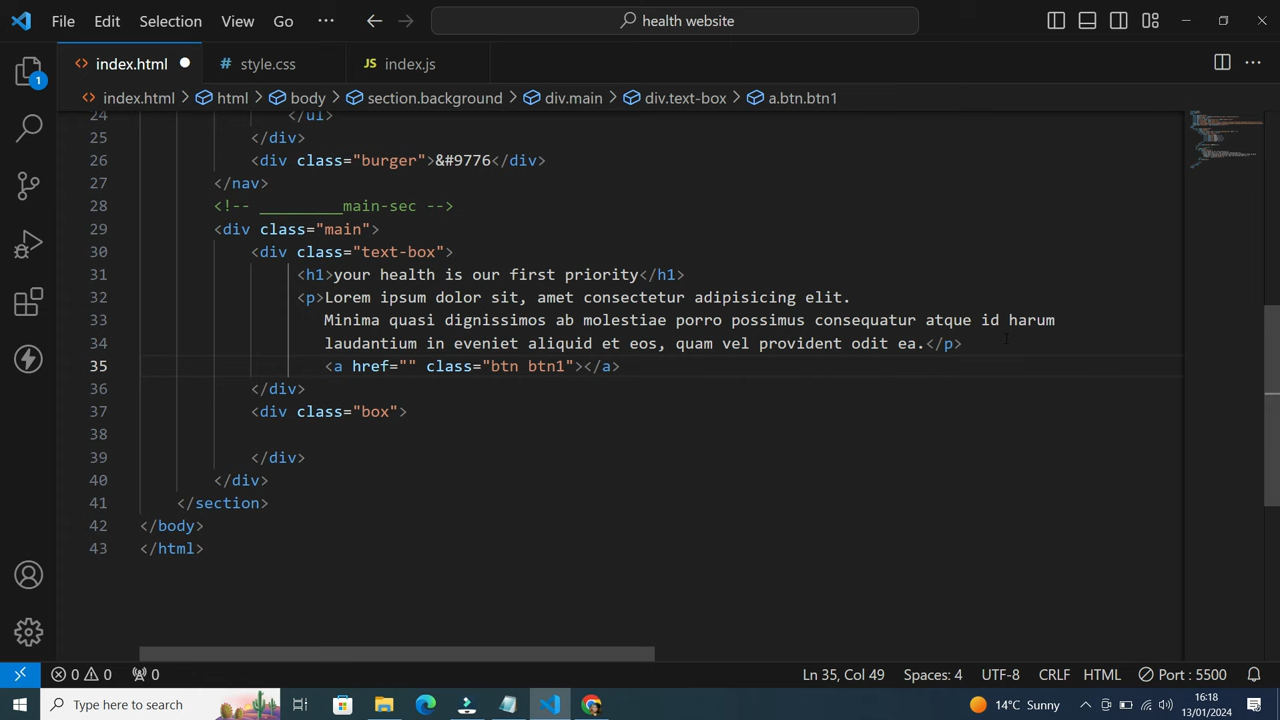 File Edit Selection View Go ··· health website
index.html style.css JS index.js
index.html > html > body > section.background > div.main > div.text-box > a.btn.btn1
24 </ul>
25 </div>
26 <div class="burger">&#9776</div>
27 </nav>
28 <!-- _________main-sec -->
29 <div class="main">
30 <div class="text-box">
31 <h1>your health is our first priority</h1>
32 <p>Lorem ipsum dolor sit, amet consectetur adipisicing elit.
33 Minima quasi dignissimos ab molestiae porro possimus consequatur atque id harum
34 laudantium in eveniet aliquid et eos, quam vel provident odit ea.</p>
35 <a href="" class="btn btn1"></a>
36 </div>
37 <div class="box">
38
39 </div>
40 </div>
41 </section>
42 </body>
43 </html>
1
0 0 0 Ln 35, Col 49 Spaces: 4 UTF-8 CRLF HTML Port : 5500
Type here to search 14°C Sunny 16:18
13/01/2024